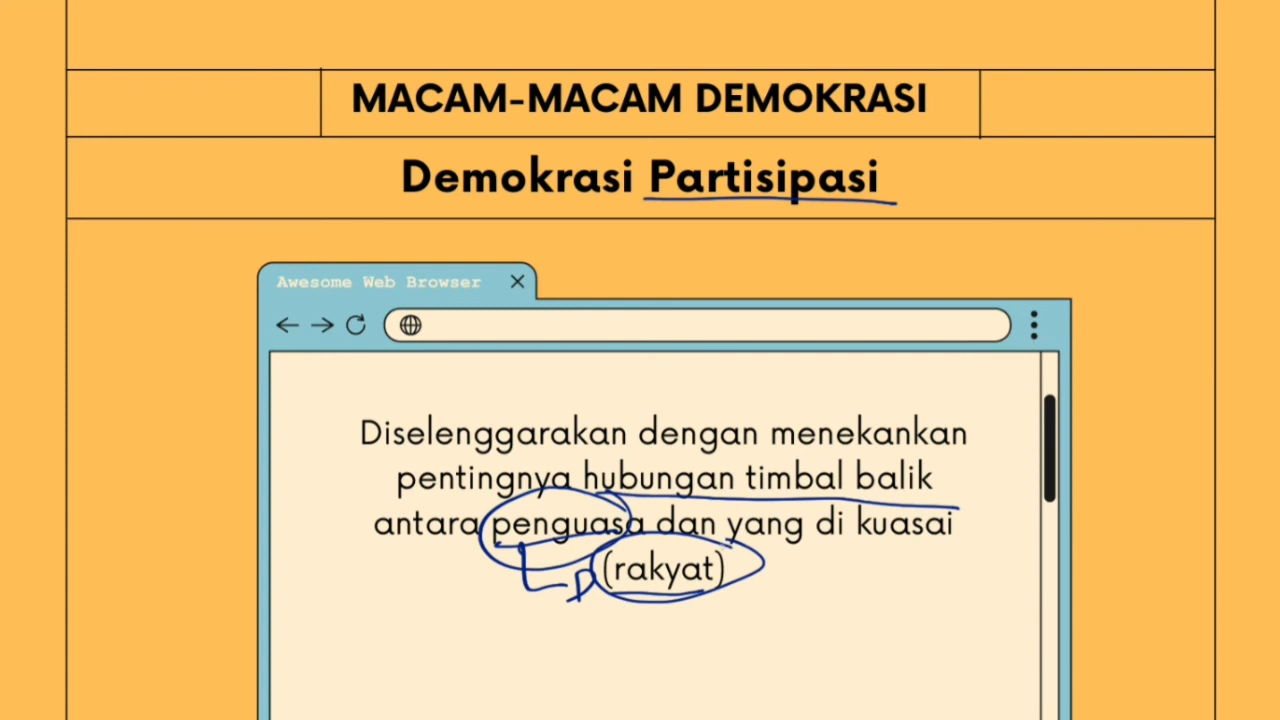 MACAM-MACAM DEMOKRASI
Demokrasi Partisipasi
Awesome Web Browser
Diselenggarakan dengan menekankan
pentingnya hubungan timbal balik
antara penguasa dan yang di kuasai
(rakyat)